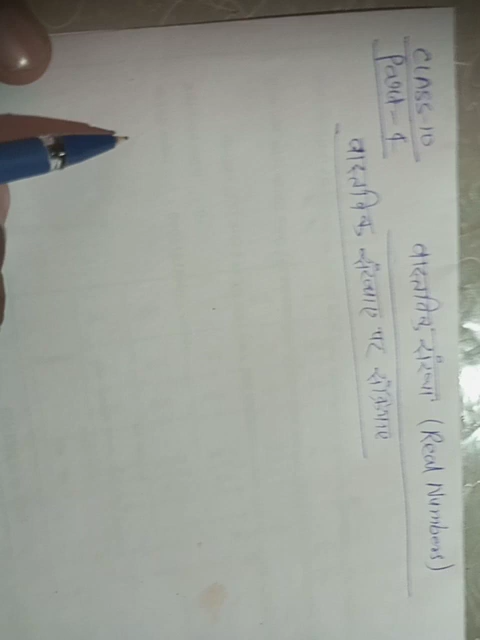 CLASS-10 वास्तविक संख्या (Real Numbers)
Part-1
वास्तविक संख्याएं पर संक्रियाएं